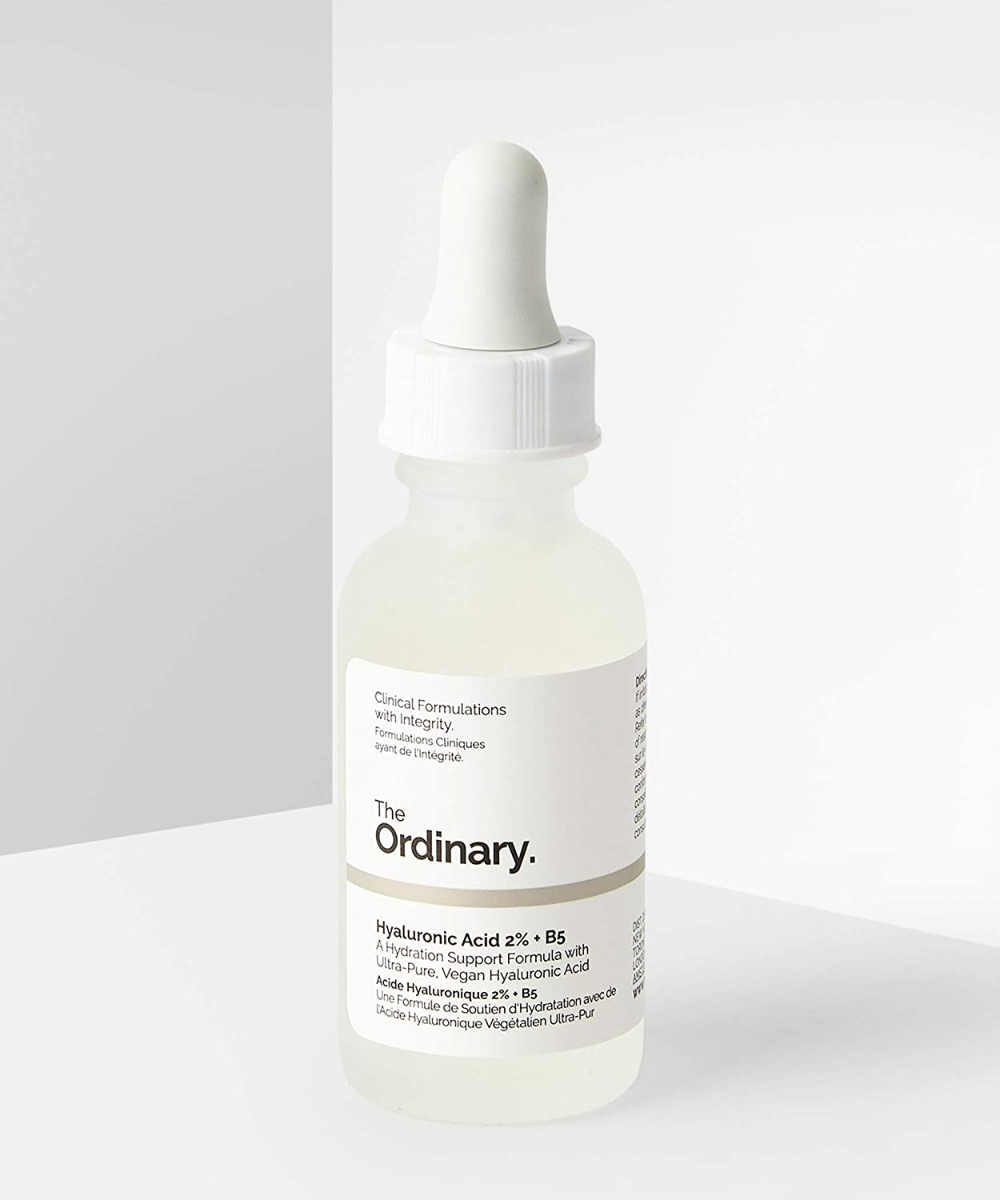 Clinical Formulations
with Integrity.
Formulations Cliniques
ayant de l'Intégrité.
The
Ordinary.
Hyaluronic Acid 2% + B5
A Hydration Support Formula with
Ultra-Pure, Vegan Hyaluronic Acid
Acide Hyaluronique 2% + B5
Une Formule de Soutien d'Hydratation avec de
l'Acide Hyaluronique Végétalien Ultra-Pur